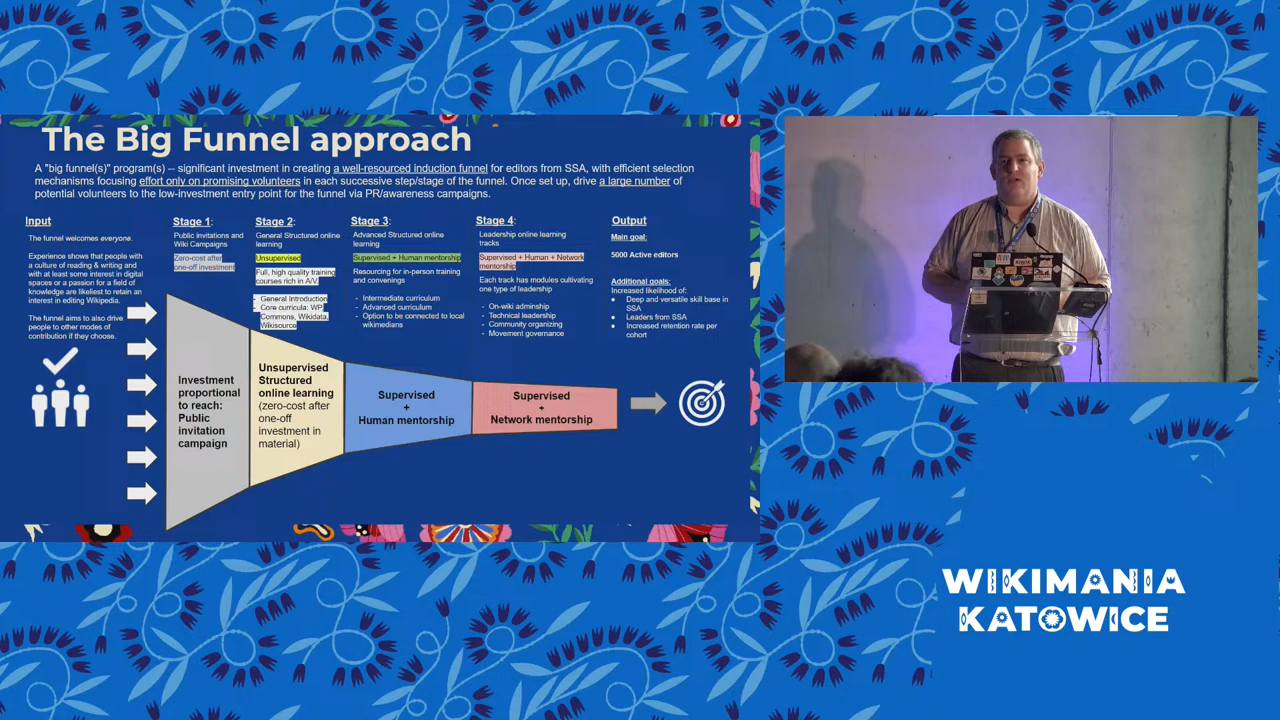 The Big Funnel approach
A "big funnel(s)" program(s) -- significant investment in creating a well-resourced induction funnel for editors from SSA, with efficient selection
mechanisms focusing effort only on promising volunteers in each successive step/stage of the funnel. Once set up, drive a large number of
potential volunteers to the low-investment entry point for the funnel via PR/awareness campaigns.
Input
The funnel welcomes everyone.
Experience shows that people with
a culture of reading & writing and
with at least some interest in digital
spaces or a passion for a field of
knowledge are likeliest to retain an
interest in editing Wikipedia.
The funnel aims to also drive
people to other modes of
contribution if they choose.
Stage 1:
Public invitations and
Wiki Campaigns
Zero-cost after
one-off investment
Stage 2:
General Structured online
learning
Unsupervised
Full, high quality training
courses rich in A/V:
- General Introduction
- Core curricula: WP,
Commons, Wikidata,
Wikisource
Stage 3:
Advanced Structured online
learning
Supervised + Human mentorship
Resourcing for in-person training
and convenings
- Intermediate curriculum
- Advanced curriculum
- Option to be connected to local
wikimedians
Stage 4:
Leadership online learning
tracks
Supervised + Human + Network
mentorship
Each track has modules cultivating
one type of leadership
- On-wiki adminship
- Technical leadership
- Community organizing
- Movement governance
Output
Main goal:
5000 Active editors
Additional goals:
Increased likelihood of:
● Deep and versatile skill base in
SSA
● Leaders from SSA
● Increased retention rate per
cohort
Investment
proportional
to reach:
Public
invitation
campaign
Unsupervised
Structured
online learning
(zero-cost after
one-off
investment in
material)
Supervised
+
Human mentorship
Supervised
+
Network mentorship
WIKIMANIA
KATOWICE